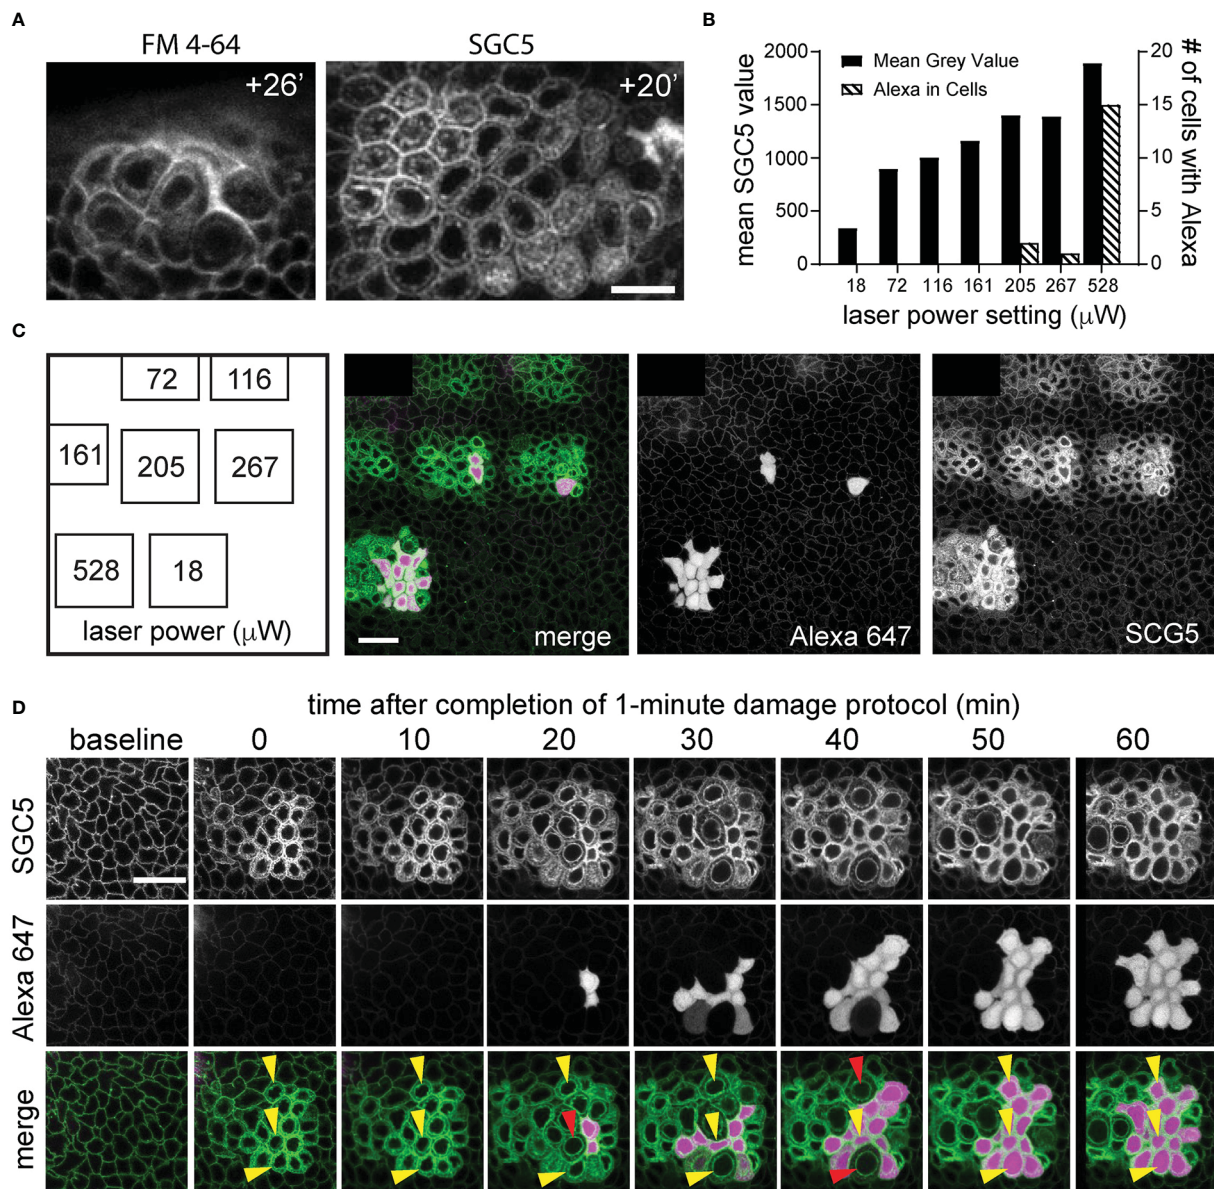 A
FM 4-64
+26’
SGC5
+20’
B
mean SGC5 value
2000
1500
1000
500
0
Mean Grey Value
Alexa in Cells
20
15
10
5
0
# of cells with Alexa
18 72 116 161 205 267 528
laser power setting (µW)
C
72 116
161 205 267
528 18
laser power (µW)
merge
Alexa 647
SCG5
D
time after completion of 1-minute damage protocol (min)
baseline 0 10 20 30 40 50 60
SGC5
Alexa 647
merge